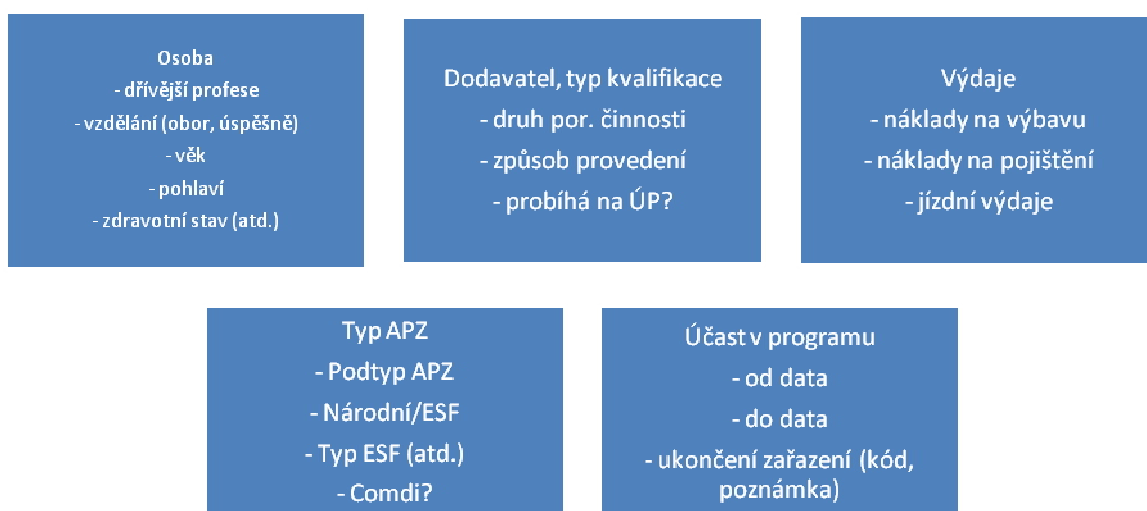 Osoba
- dřívější profese
- vzdělání (obor, úspěšně)
- věk
- pohlaví
- zdravotní stav (atd.)
Dodavatel, typ kvalifikace
- druh por. činnosti
- způsob provedení
- probíhá na ÚP?
Výdaje
- náklady na výbavu
- náklady na pojištění
- jízdní výdaje
Typ APZ
- Podtyp APZ
- Národní/ESF
- Typ ESF (atd.)
- Comdi?
Účast v programu
- od data
- do data
- ukončení zařazení (kód,
poznámka)